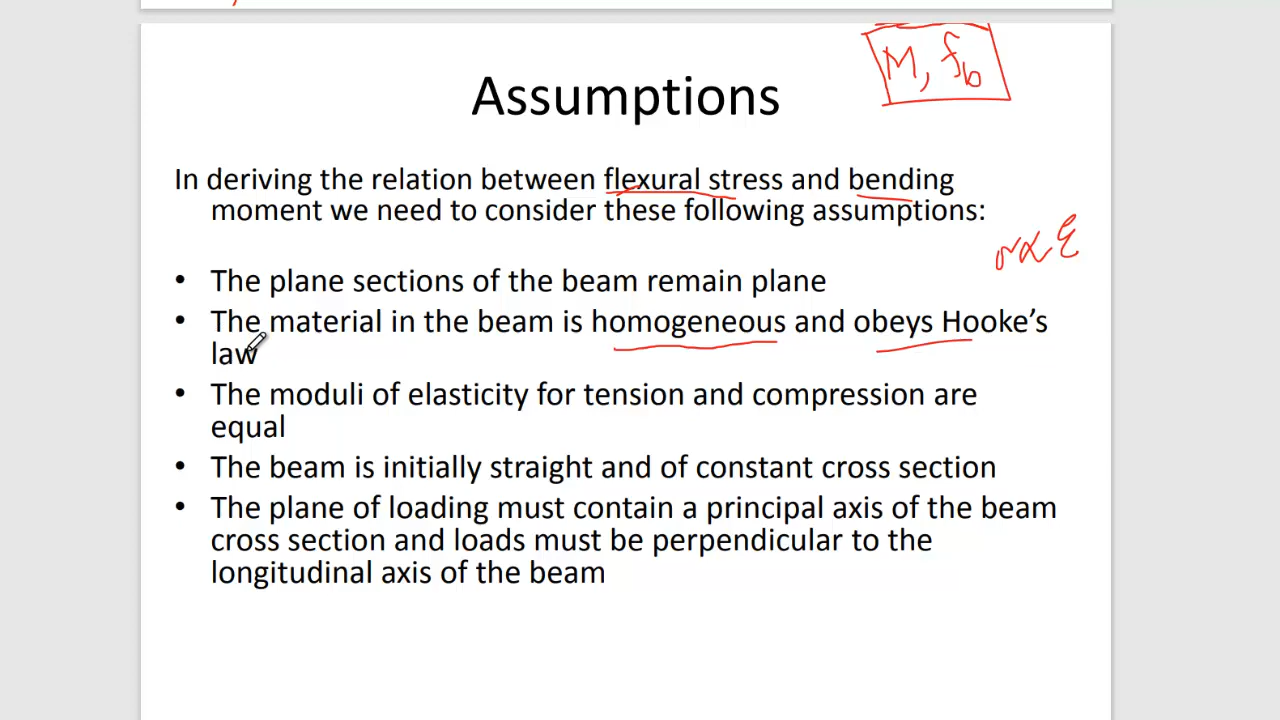 M, fb
Assumptions
In deriving the relation between flexural stress and bending
moment we need to consider these following assumptions:
σ∝ε
• The plane sections of the beam remain plane
• The material in the beam is homogeneous and obeys Hooke’s
law
• The moduli of elasticity for tension and compression are
equal
• The beam is initially straight and of constant cross section
• The plane of loading must contain a principal axis of the beam
cross section and loads must be perpendicular to the
longitudinal axis of the beam